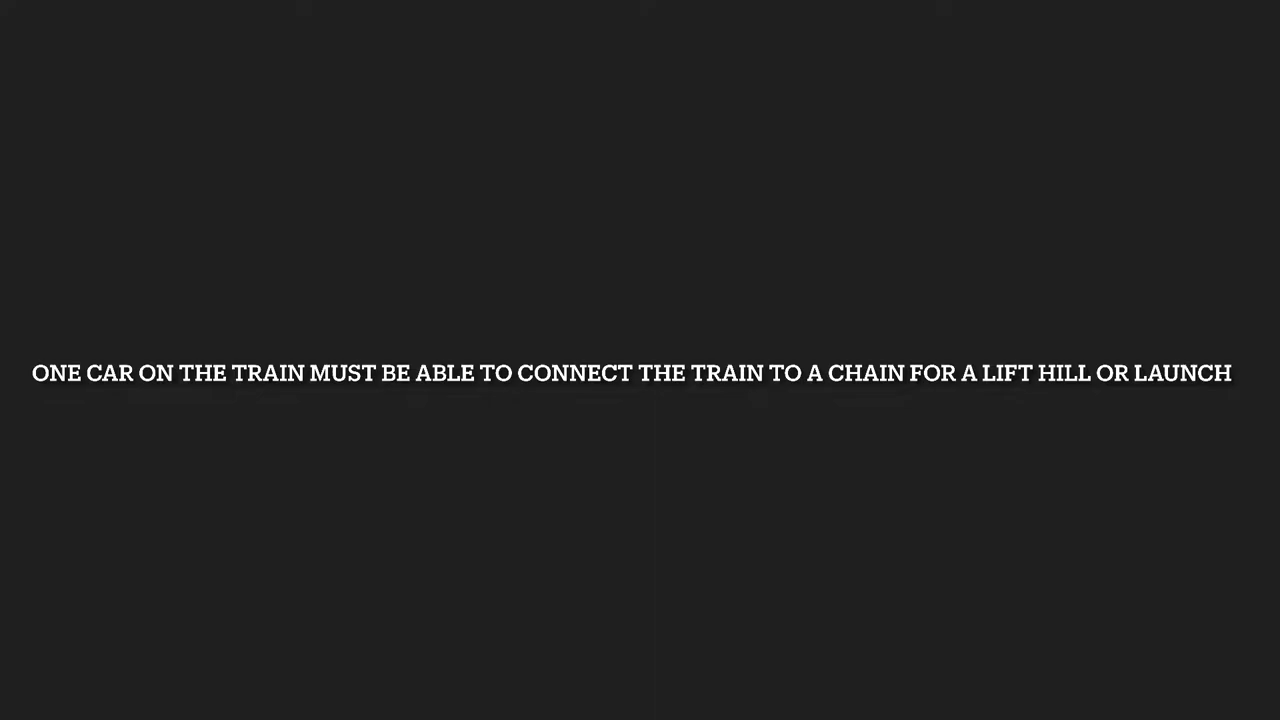 ONE CAR ON THE TRAIN MUST BE ABLE TO CONNECT THE TRAIN TO A CHAIN FOR A LIFT HILL OR LAUNCH